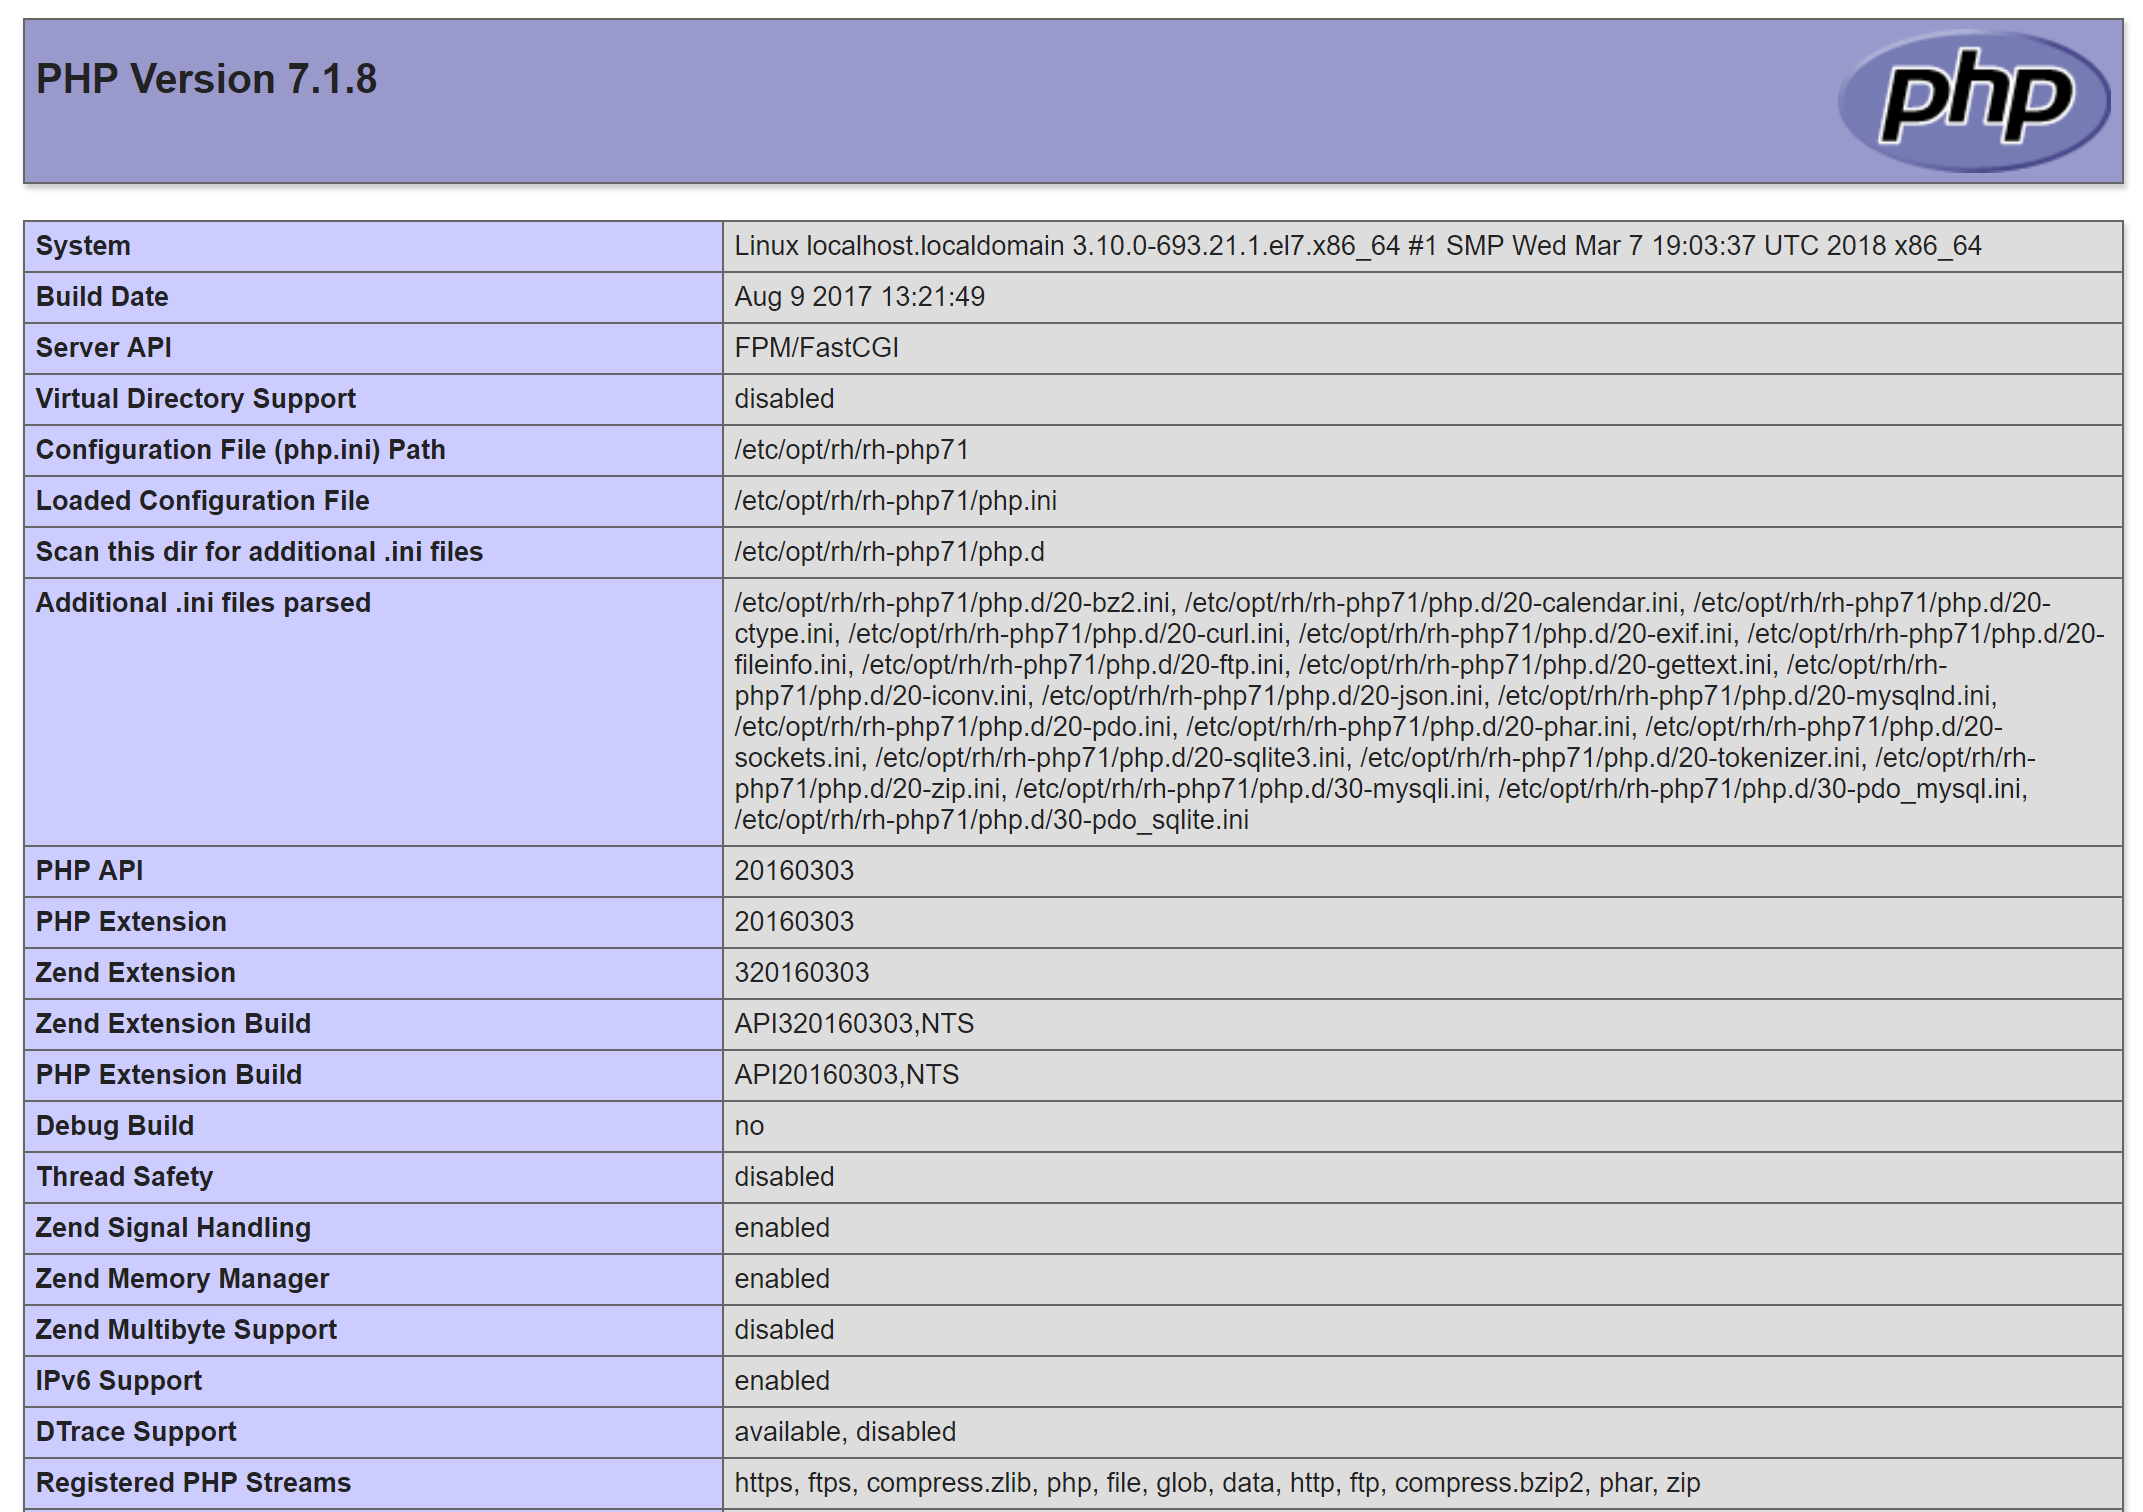 PHP Version 7.1.8
php
System Linux localhost.localdomain 3.10.0-693.21.1.el7.x86_64 #1 SMP Wed Mar 7 19:03:37 UTC 2018 x86_64
Build Date Aug 9 2017 13:21:49
Server API FPM/FastCGI
Virtual Directory Support disabled
Configuration File (php.ini) Path /etc/opt/rh/rh-php71
Loaded Configuration File /etc/opt/rh/rh-php71/php.ini
Scan this dir for additional .ini files /etc/opt/rh/rh-php71/php.d
Additional .ini files parsed /etc/opt/rh/rh-php71/php.d/20-bz2.ini, /etc/opt/rh/rh-php71/php.d/20-calendar.ini, /etc/opt/rh/rh-php71/php.d/20-
ctype.ini, /etc/opt/rh/rh-php71/php.d/20-curl.ini, /etc/opt/rh/rh-php71/php.d/20-exif.ini, /etc/opt/rh/rh-php71/php.d/20-
fileinfo.ini, /etc/opt/rh/rh-php71/php.d/20-ftp.ini, /etc/opt/rh/rh-php71/php.d/20-gettext.ini, /etc/opt/rh/rh-
php71/php.d/20-iconv.ini, /etc/opt/rh/rh-php71/php.d/20-json.ini, /etc/opt/rh/rh-php71/php.d/20-mysqlnd.ini,
/etc/opt/rh/rh-php71/php.d/20-pdo.ini, /etc/opt/rh/rh-php71/php.d/20-phar.ini, /etc/opt/rh/rh-php71/php.d/20-
sockets.ini, /etc/opt/rh/rh-php71/php.d/20-sqlite3.ini, /etc/opt/rh/rh-php71/php.d/20-tokenizer.ini, /etc/opt/rh/rh-
php71/php.d/20-zip.ini, /etc/opt/rh/rh-php71/php.d/30-mysqli.ini, /etc/opt/rh/rh-php71/php.d/30-pdo_mysql.ini,
/etc/opt/rh/rh-php71/php.d/30-pdo_sqlite.ini
PHP API 20160303
PHP Extension 20160303
Zend Extension 320160303
Zend Extension Build API320160303,NTS
PHP Extension Build API20160303,NTS
Debug Build no
Thread Safety disabled
Zend Signal Handling enabled
Zend Memory Manager enabled
Zend Multibyte Support disabled
IPv6 Support enabled
DTrace Support available, disabled
Registered PHP Streams https, ftps, compress.zlib, php, file, glob, data, http, ftp, compress.bzip2, phar, zip